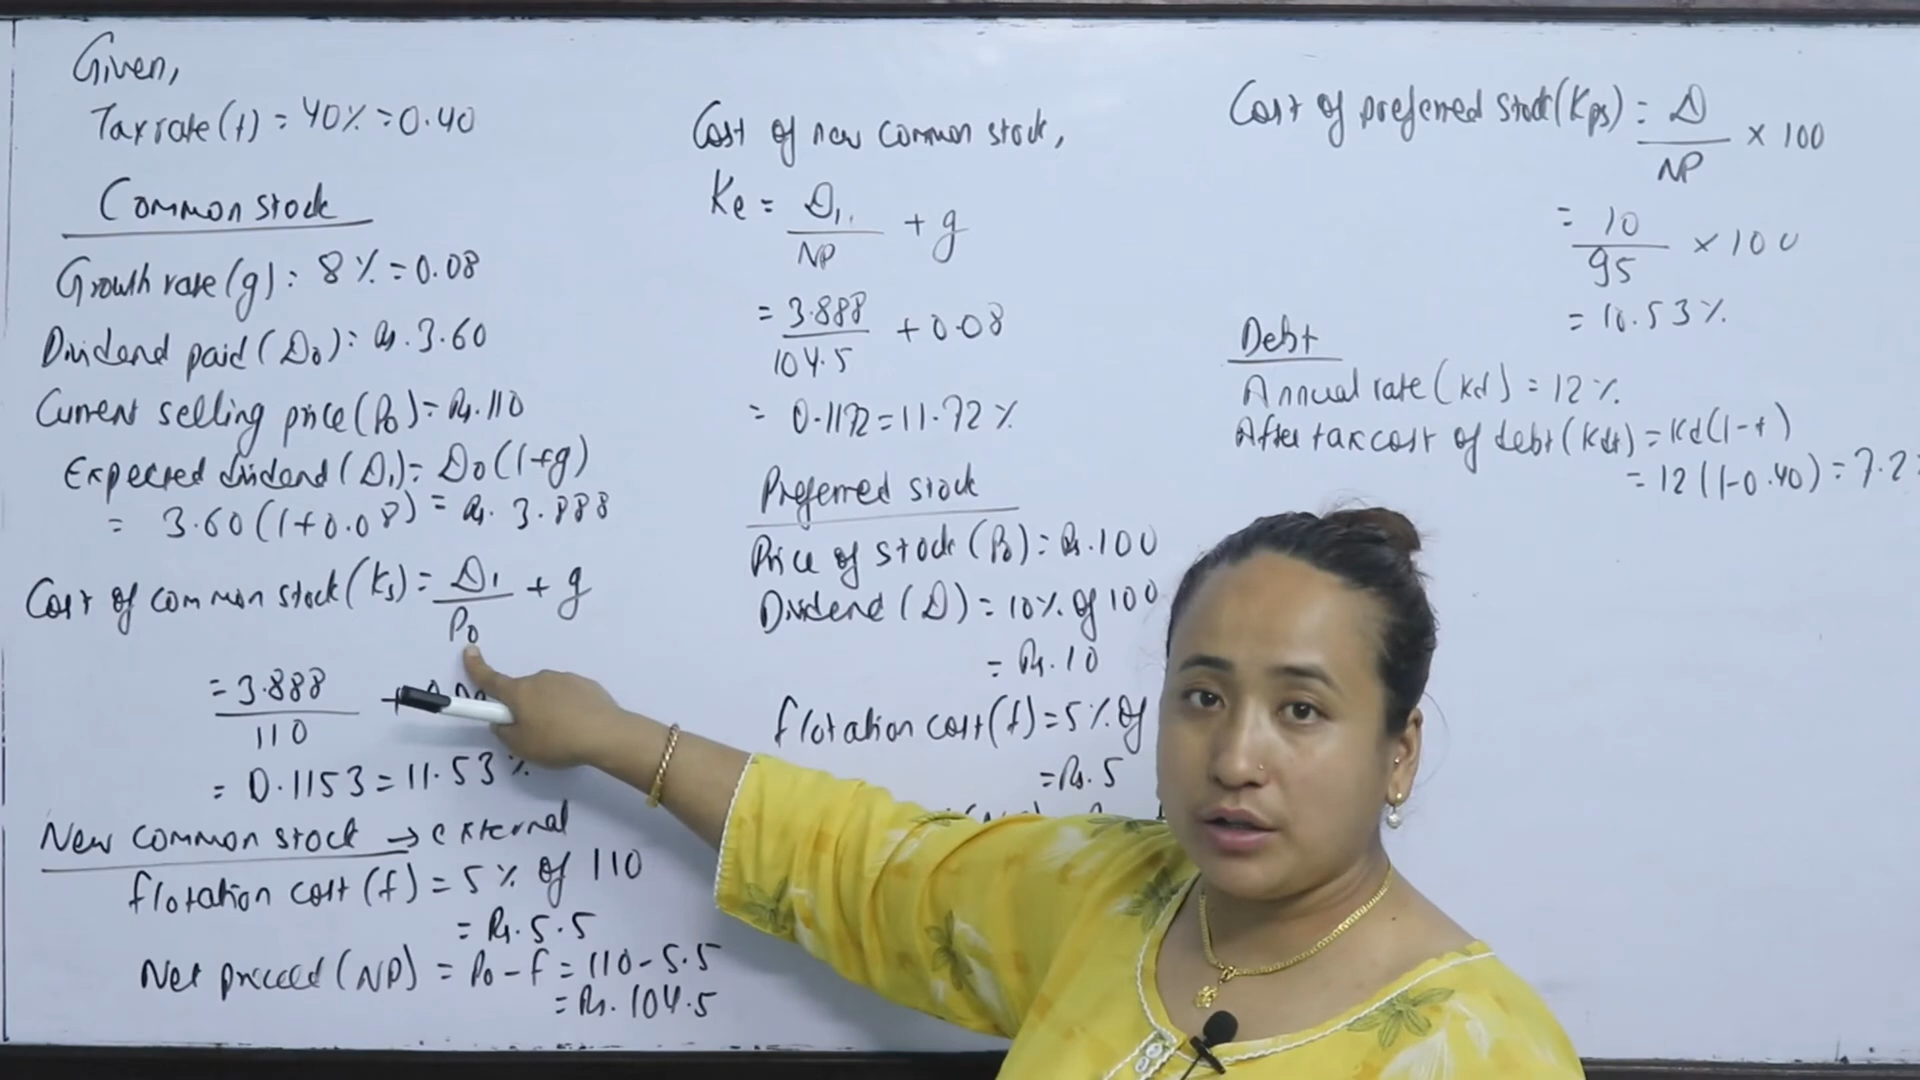 Given,
Tax rate (t) = 40% = 0.40
Common stock
Growth rate (g) : 8% = 0.08
Dividend paid (D0) : Rs. 3.60
Current selling price (P0) = Rs. 110
Expected dividend (D1) = D0 (1+g)
= 3.60 (1+0.08) = Rs. 3.888
Cost of common stock (Ks) = D1 / P0 + g
= 3.888 / 110 +
= 0.1153 = 11.53%
New common stock → external
flotation cost (f) = 5% of 110
= Rs. 5.5
Net proceed (NP) = P0 - f = 110 - 5.5
= Rs. 104.5
Cost of new common stock,
Ke = D1 / NP + g
= 3.888 / 104.5 + 0.08
= 0.1172 = 11.72%
Preferred stock
Price of stock (P0) = Rs. 100
Dividend (D) = 10% of 100
= Rs. 10
flotation cost (f) = 5% of
= Rs. 5
Cost of preferred stock (Kps) = D / NP × 100
= 10 / 95 × 100
= 10.53%
Debt
Annual rate (Kd) = 12%
After tax cost of debt (Kdt) = Kd (1-t)
= 12 (1-0.40) = 7.2